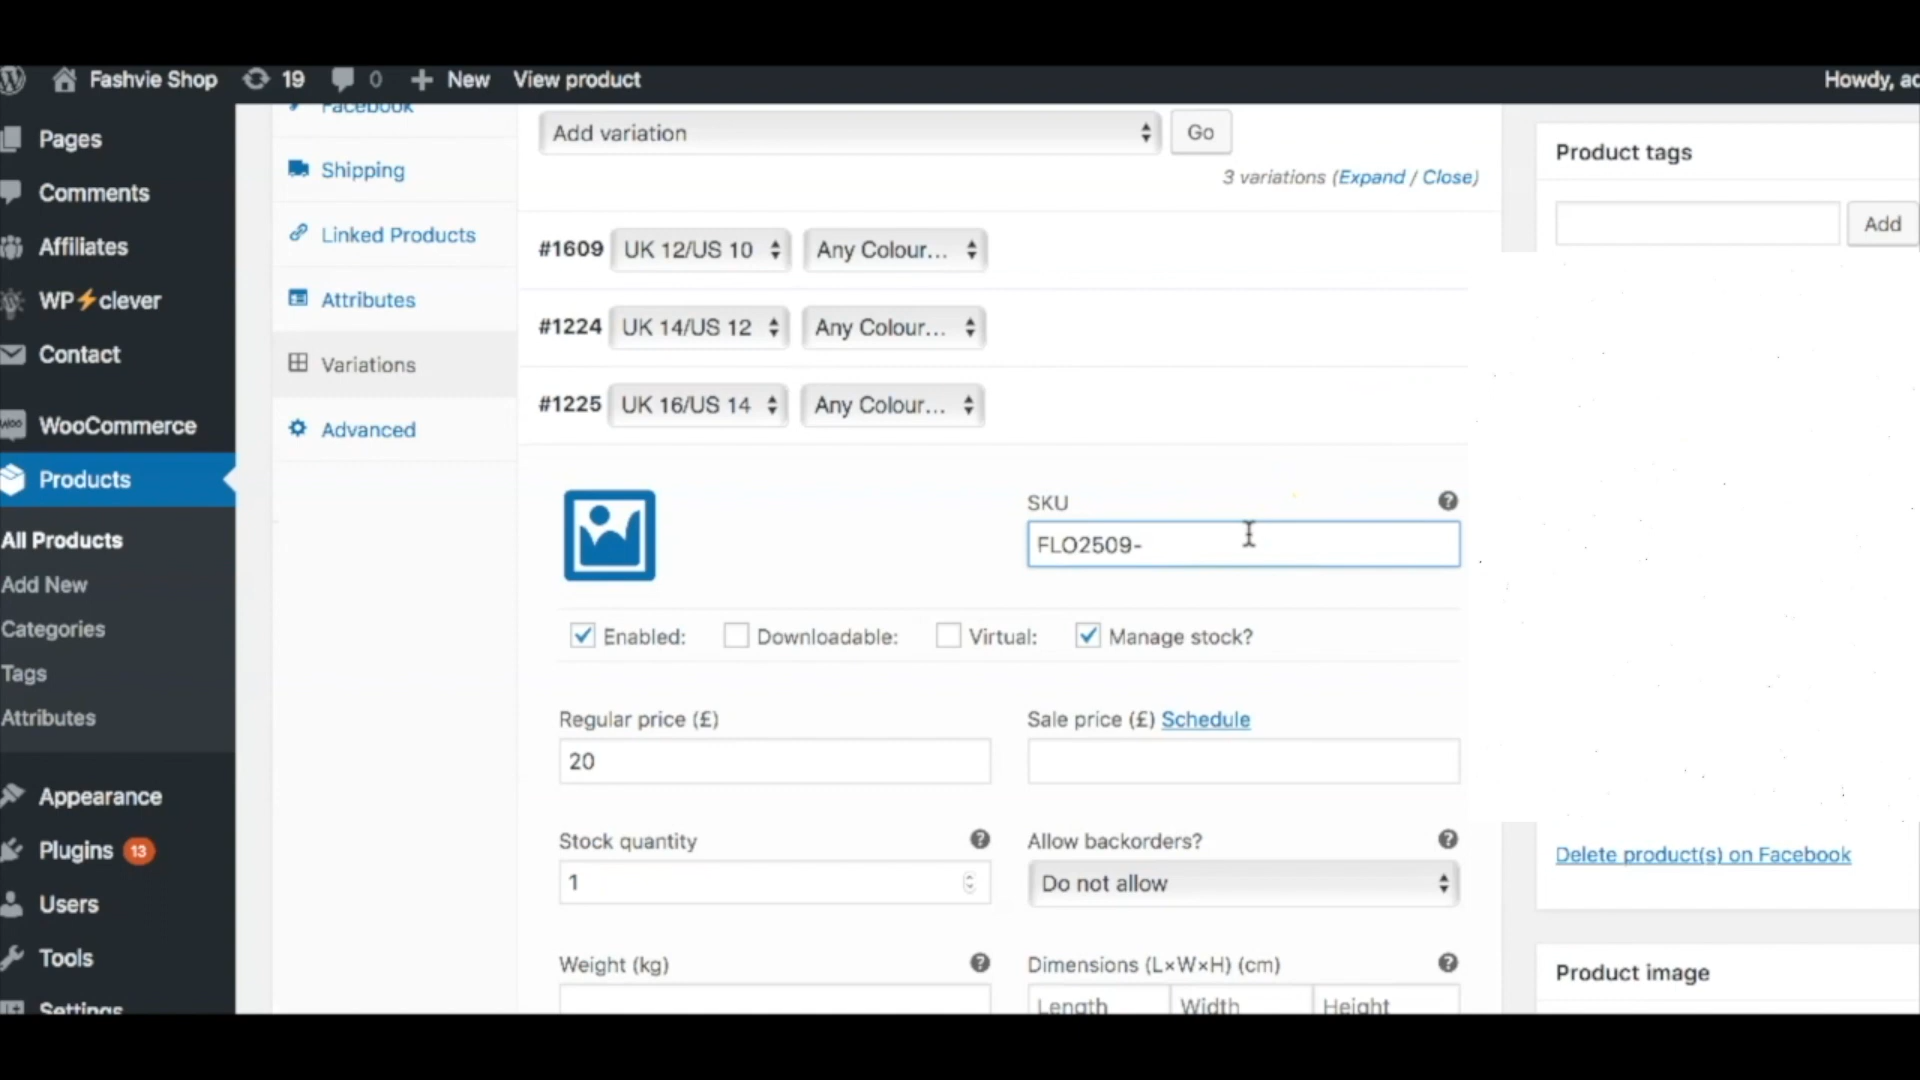 Fashvie Shop 19 0 New View product Howdy, ad
Pages
Comments
Affiliates
WP⚡clever
Contact
WooCommerce
Products
All Products
Add New
Categories
Tags
Attributes
Appearance
Plugins 13
Users
Tools
Settings
Facebook
Shipping
Linked Products
Attributes
Variations
Advanced
Add variation Go
3 variations (Expand / Close)
#1609 UK 12/US 10 Any Colour...
#1224 UK 14/US 12 Any Colour...
#1225 UK 16/US 14 Any Colour...
SKU
FLO2509-
Enabled: Downloadable: Virtual: Manage stock?
Regular price (£) Sale price (£) Schedule
20
Stock quantity Allow backorders?
1 Do not allow
Weight (kg) Dimensions (L×W×H) (cm)
Length Width Height
Product tags
Add
Delete product(s) on Facebook
Product image